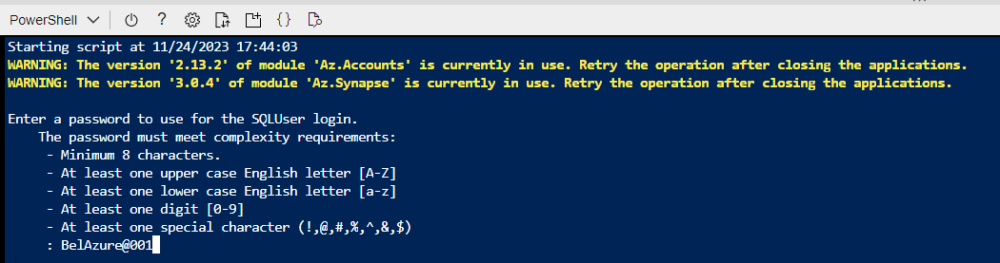 PowerShell
Starting script at 11/24/2023 17:44:03
WARNING: The version '2.13.2' of module 'Az.Accounts' is currently in use. Retry the operation after closing the applications.
WARNING: The version '3.0.4' of module 'Az.Synapse' is currently in use. Retry the operation after closing the applications.
Enter a password to use for the SQLUser login.
The password must meet complexity requirements:
- Minimum 8 characters.
- At least one upper case English letter [A-Z]
- At least one lower case English letter [a-z]
- At least one digit [0-9]
- At least one special character (!,@,#,%,^,&,$)
: BelAzure@001